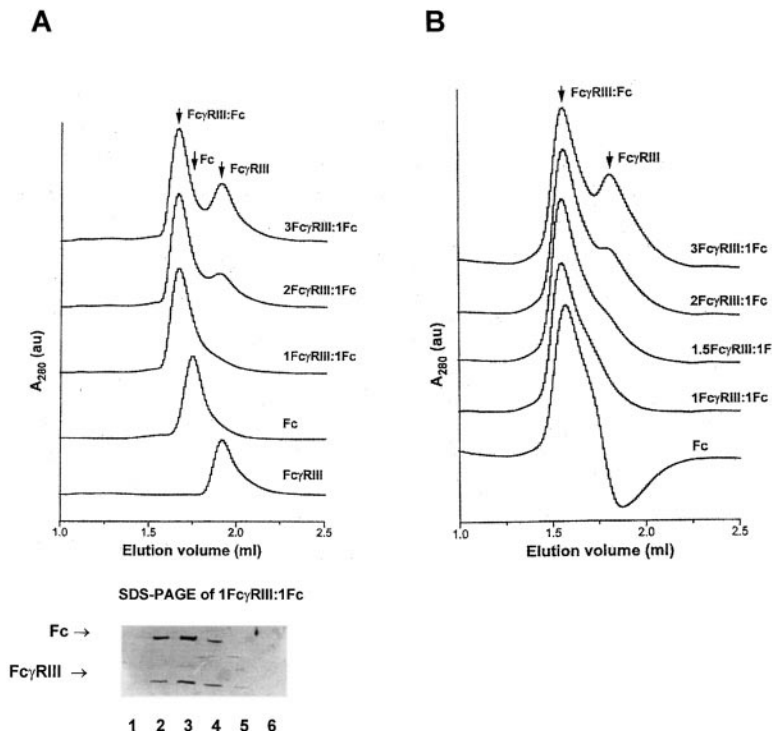 A
B
FcγRIII:Fc
Fc
FcγRIII
3FcγRIII:1Fc
2FcγRIII:1Fc
1FcγRIII:1Fc
Fc
FcγRIII
A280 (au)
1.0 1.5 2.0 2.5
Elution volume (ml)
FcγRIII:Fc
FcγRIII
3FcγRIII:1Fc
2FcγRIII:1Fc
1.5FcγRIII:1F
1FcγRIII:1Fc
Fc
A280 (au)
1.0 1.5 2.0 2.5
Elution volume (ml)
SDS-PAGE of 1FcγRIII:1Fc
Fc →
FcγRIII →
1 2 3 4 5 6